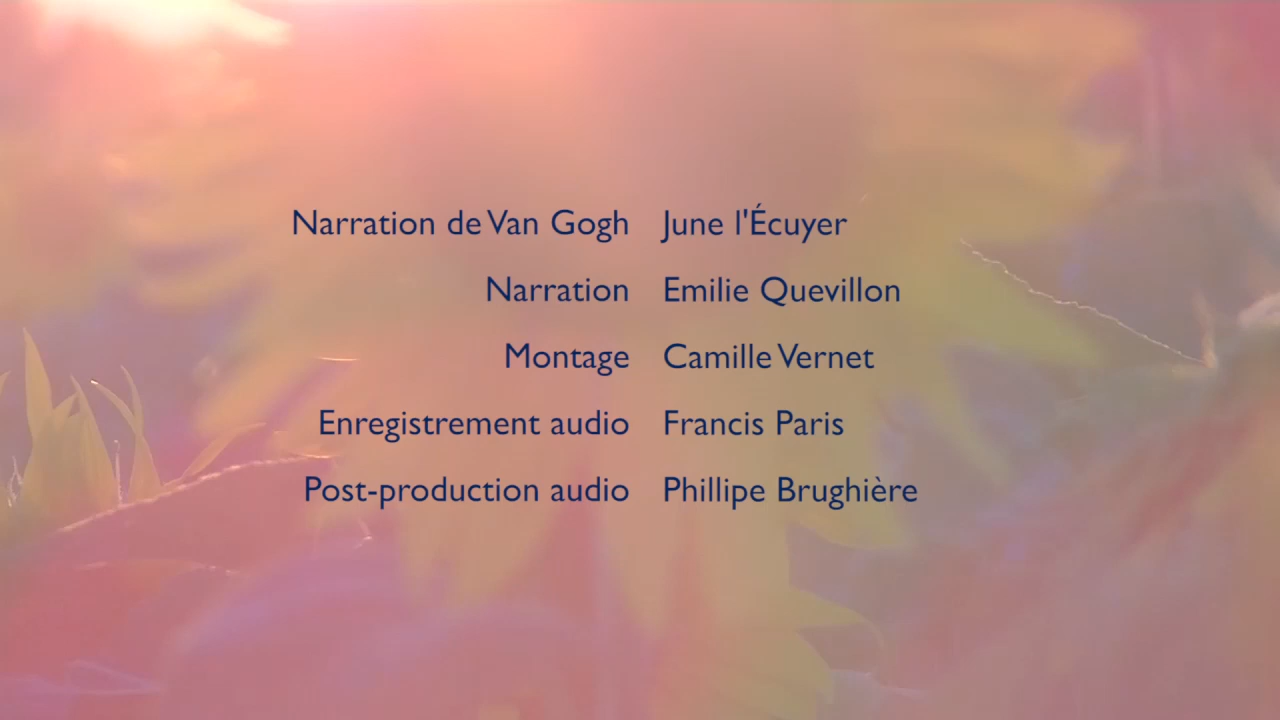 Narration de Van Gogh June l'Écuyer
Narration Emilie Quevillon
Montage Camille Vernet
Enregistrement audio Francis Paris
Post-production audio Phillipe Brughière